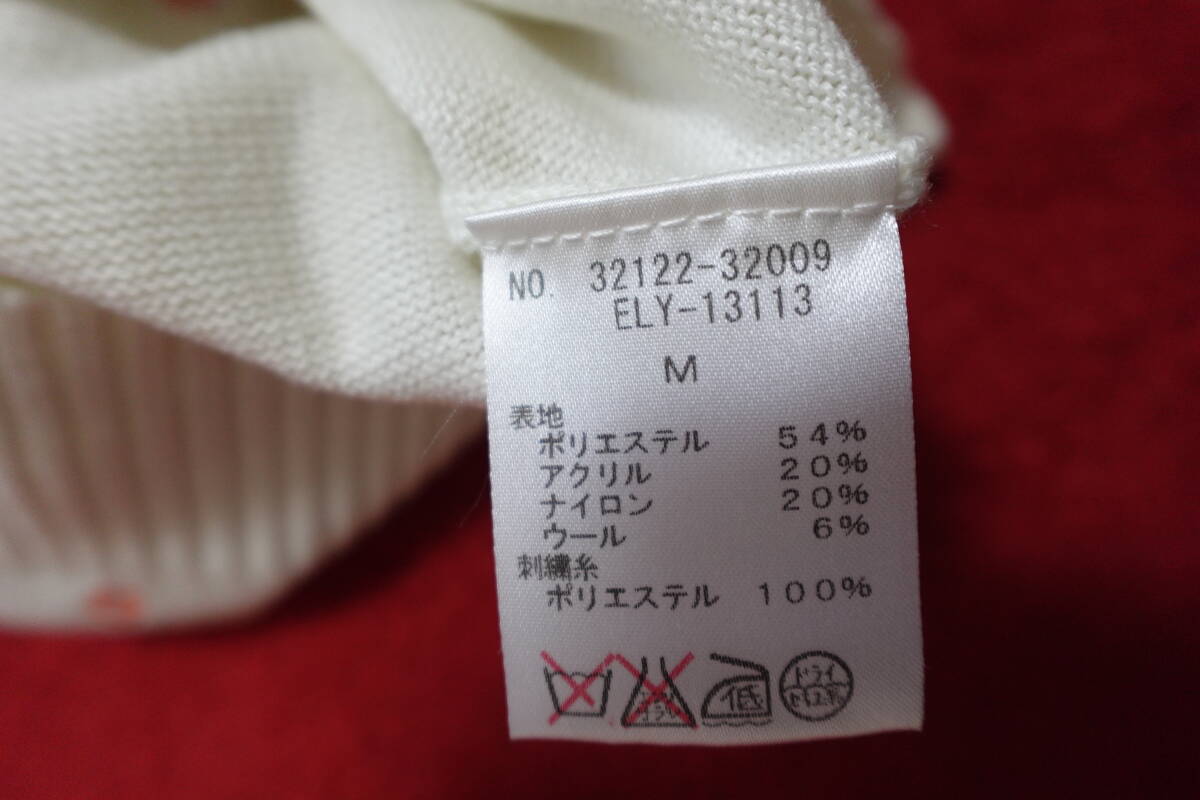 NO. 32122-32009
ELY-13113
M
表地
ポリエステル 54%
アクリル 20%
ナイロン 20%
ウール 6%
刺繍糸
ポリエステル 100%
低
ドライ